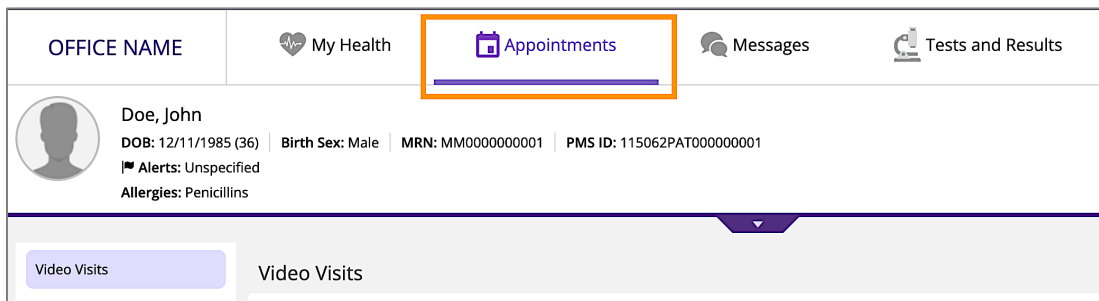 OFFICE NAME My Health Appointments Messages Tests and Results
Doe, John
DOB: 12/11/1985 (36) Birth Sex: Male MRN: MM0000000001 PMS ID: 115062PAT000000001
Alerts: Unspecified
Allergies: Penicillins
Video Visits Video Visits